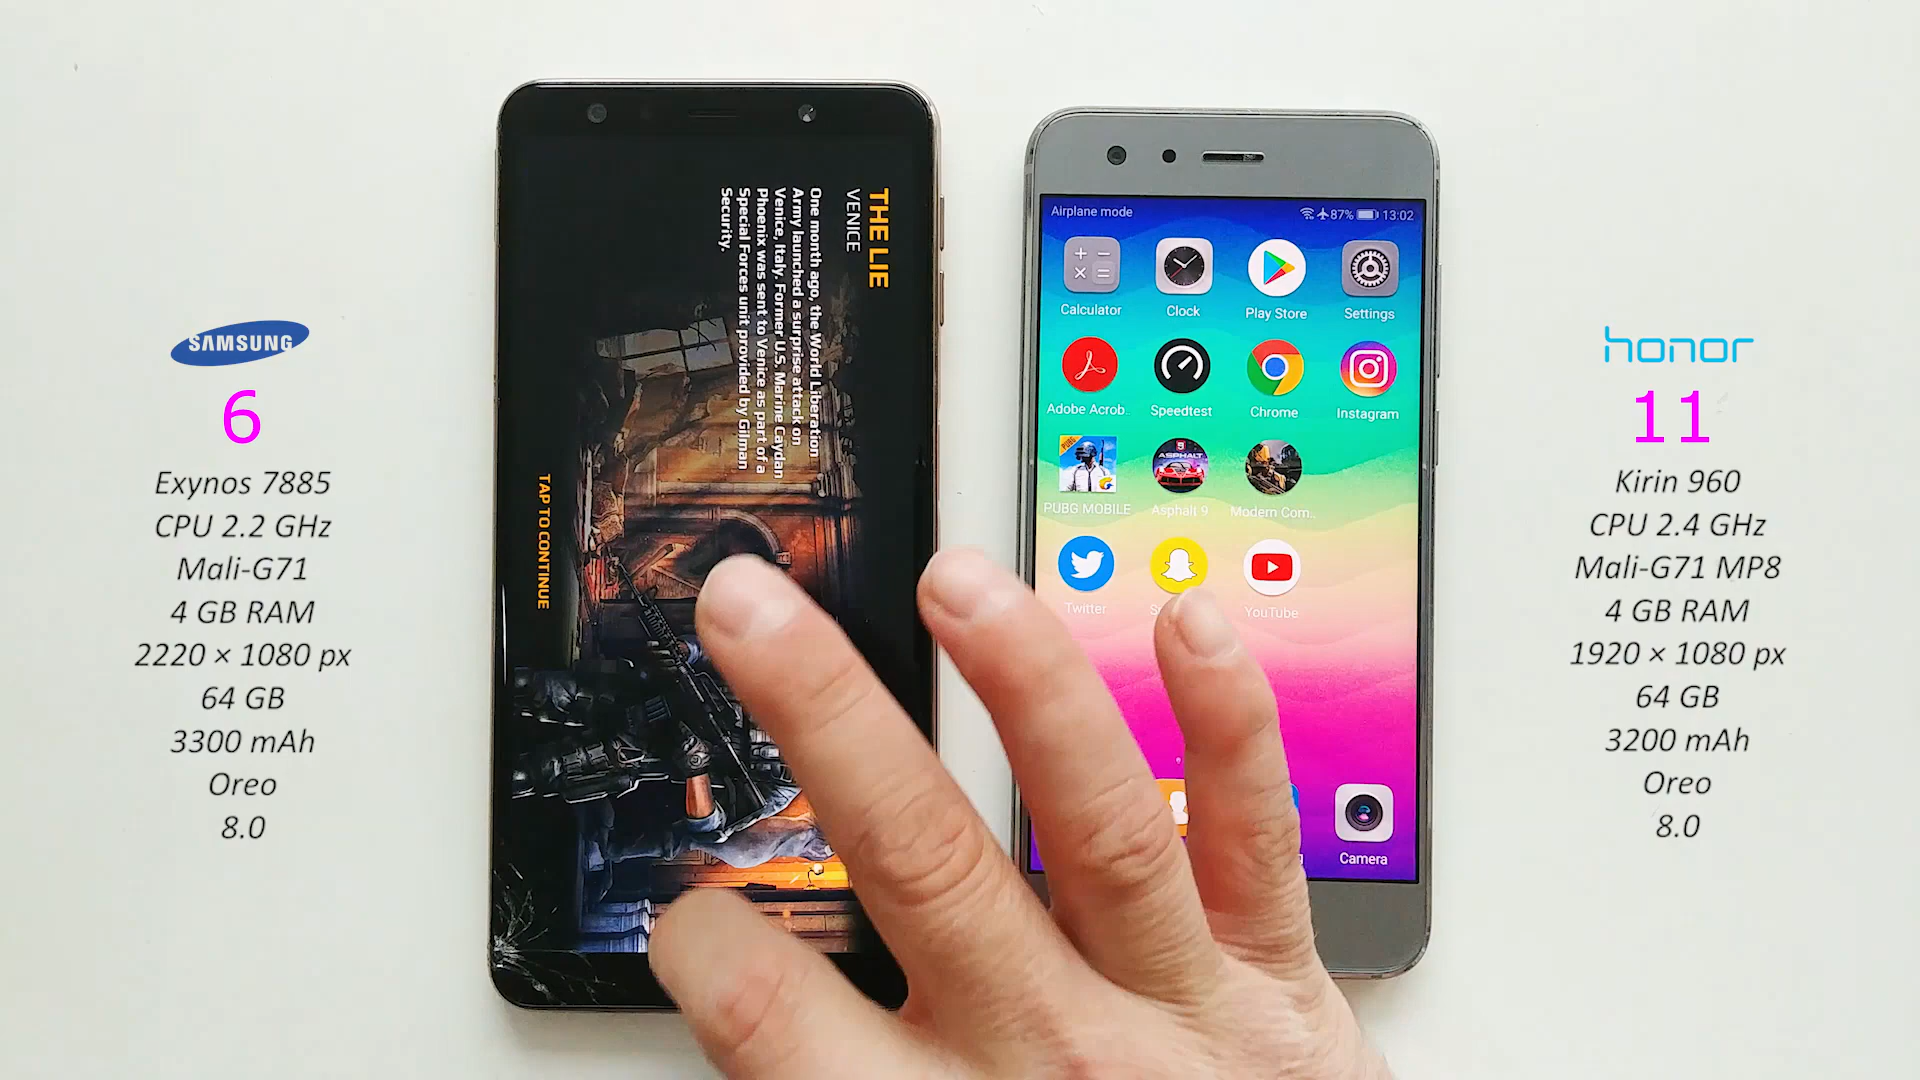 SAMSUNG
6
Exynos 7885
CPU 2.2 GHz
Mali-G71
4 GB RAM
2220 × 1080 px
64 GB
3300 mAh
Oreo
8.0
THE LIE
VENICE
One month ago, the World Liberation
Army launched a surprise attack on
Venice, Italy. Former U.S. Marine Caydan
Phoenix was sent to Venice as part of a
Special Forces unit provided by Gilman
Security.
TAP TO CONTINUE
Airplane mode
87% 13:02
Calculator
Clock
Play Store
Settings
Adobe Acrob..
Speedtest
Chrome
Instagram
PUBG
ASPHALT
PUBG MOBILE
Asphalt 9
Modern Com..
Twitter
YouTube
Camera
honor
11
Kirin 960
CPU 2.4 GHz
Mali-G71 MP8
4 GB RAM
1920 × 1080 px
64 GB
3200 mAh
Oreo
8.0